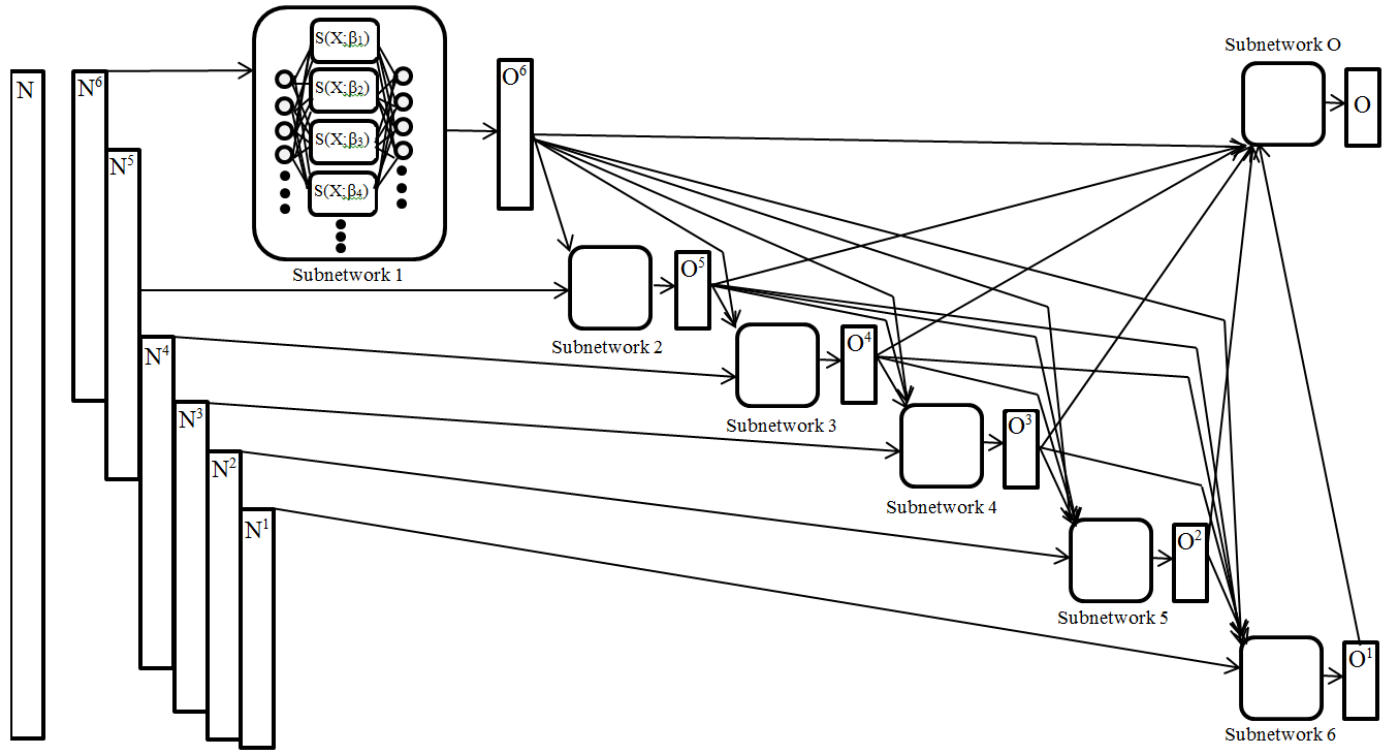 Subnetwork O
N
N⁶
S(X;β₁)
S(X;β₂)
S(X;β₃)
S(X;β₄)
O⁶
O
N⁵
Subnetwork 1
O⁵
Subnetwork 2
N⁴
O⁴
Subnetwork 3
N³
O³
Subnetwork 4
N²
N¹
O²
Subnetwork 5
O¹
Subnetwork 6